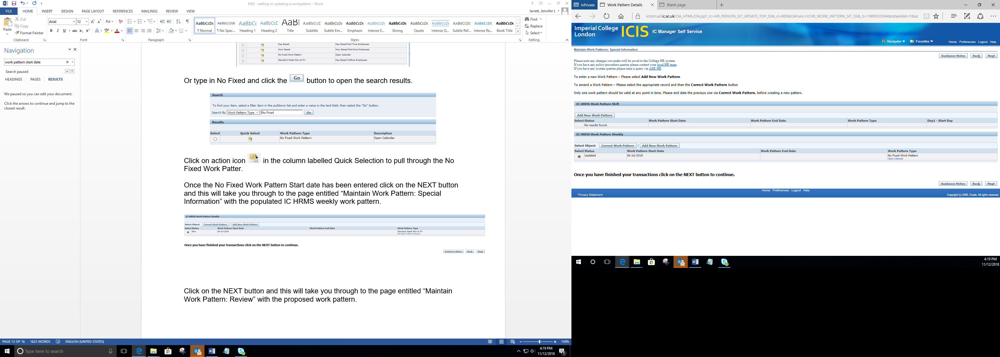 MSS - adding or updating a workpattern - Word
FILE HOME INSERT DESIGN PAGE LAYOUT REFERENCES MAILINGS REVIEW VIEW
Jarrett, Jennifer L
Paste
Cut
Copy
Format Painter
Clipboard
Arial 12
Font
Paragraph
AaBbCcDc AaBbCcDdE AaBbC( AaBbCcE AaBl AaBbCcD AaBbCcDt AaBbCcDt AaBbCcDt AaBbCcDc AaBbCcDt AaBbCcDt AABBCCDE AABBCCDE AaBbCcDt
¶ Normal ¶ No Spac... Heading 1 Heading 2 Title Subtitle Subtle Em... Emphasis Intense E... Strong Quote Intense Q... Subtle Ref... Intense Re... Book Title
Styles
Find
Replace
Select
Editing
Navigation
work pattern start date
Search paused
HEADINGS PAGES RESULTS
We paused so you can edit your document.
Click the arrows to continue and jump to the
closest result.
Day Based Day Based Part-Time Employees
Hour Based Hour Based Part-time Employees
No Fixed Work Pattern Open Calendar
Standard Week Mon to Fri Day Based Fulltime Employees
Or type in No Fixed and click the Go button to open the search results.
Search
To find your item, select a filter item in the pulldown list and enter a value in the text field, then select the "Go" button.
Search By Work Pattern Type No Fixed Go
Results
Select Quick Select Work Pattern Type Description
No Fixed Work Pattern Open Calendar
Click on action icon in the column labelled Quick Selection to pull through the No
Fixed Work Patter.
Once the No Fixed Work Pattern Start date has been entered click on the NEXT button
and this will take you through to the page entitled “Maintain Work Pattern: Special
Information” with the populated IC HRMS weekly work pattern.
IC HRMS Work Pattern Weekly
Select Object: Correct Work Pattern | Add New Work Pattern
Select Status Work Pattern Start Date Work Pattern End Date Work Pattern Type
New 06-Jul-2018 Standard Week Mon to Fri
Day Based Fulltime Employees
Once you have finished your transactions click on the NEXT button to continue.
Guidance Notes Back Next
Click on the NEXT button and this will take you through to the page entitled “Maintain
Work Pattern: Review” with the proposed work pattern.
PAGE 13 OF 16 1623 WORDS ENGLISH (UNITED STATES) 150%
Type here to search
4:19 PM
11/12/2018
InPrivate Work Pattern Details Blank page
icistrn.ad.ic.ac.uk/OA_HTML/OA.jsp?_rc=HR_PERSON_SIT_UPDATE_TOP_SS&_ri=800&OAFunc=ICHR_WORK_PATTERN_SIT_SS&_ti=1909535594&retainAM=Y&ac
Imperial College
London
ICIS IC Manager Self Service
Navigator Favorites Home Preferences Logout Help
Maintain Work Patterns: Special Information
Guidance Notes Back Next
Please note any changes you make will be saved to the College HR system.
If you have any policy/procedure queries please contact your local HR team.
If you have any system queries please raise a query via ASK HR.
To enter a new Work Pattern – Please select Add New Work Pattern
To amend a Work Pattern – Please select the appropriate record and then the Correct Work Pattern button
Only one work pattern should be valid at any point in time. Please end date the previous one via Correct Work Pattern, before creating a new pattern.
IC HRMS Work Pattern Shift
Add New Work Pattern
Select Status Work Pattern Start Date Work Pattern End Date Work Pattern Type Day1 - Start Day
No results found.
IC HRMS Work Pattern Weekly
Select Object: Correct Work Pattern | Add New Work Pattern
Select Status Work Pattern Start Date Work Pattern End Date Work Pattern Type
Updated 06-Jul-2018 No Fixed Work Pattern
Open Calendar
Once you have finished your transactions click on the NEXT button to continue.
Guidance Notes Back Next
Home Preferences Logout Help
Privacy Statement
Copyright (c) 2006, Oracle. All rights reserved.
4:19 PM
11/12/2018